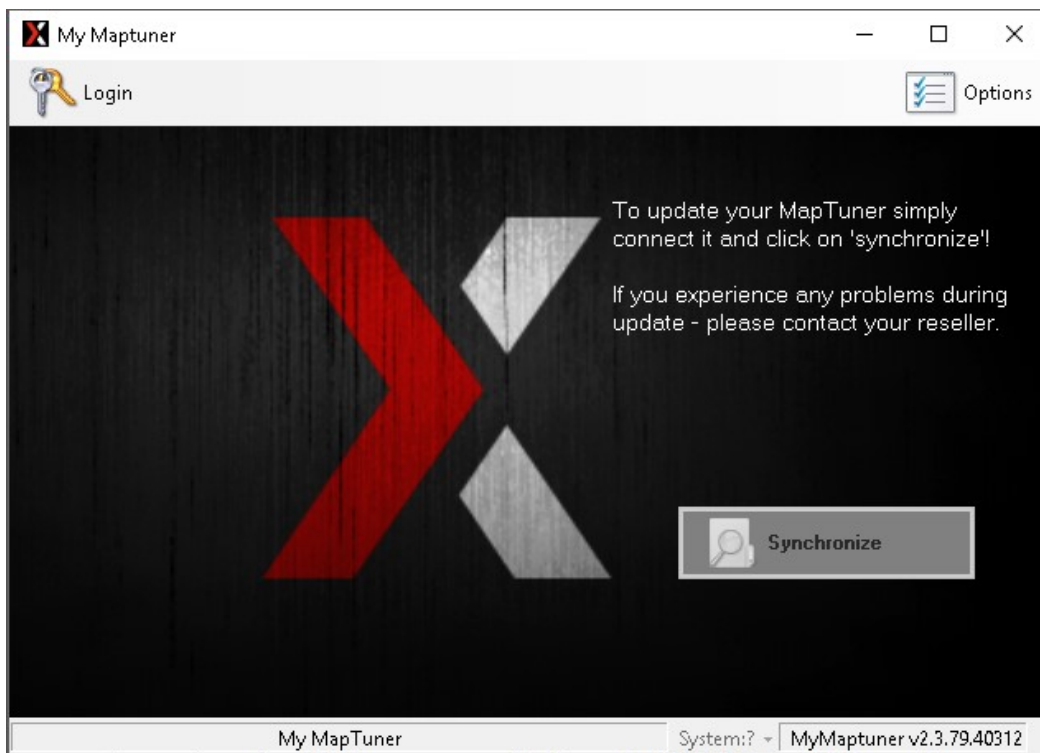 My Maptuner
Login
Options
To update your MapTuner simply
connect it and click on 'synchronize'!
If you experience any problems during
update - please contact your reseller.
Synchronize
My MapTuner
System:?
MyMaptuner v2.3.79.40312